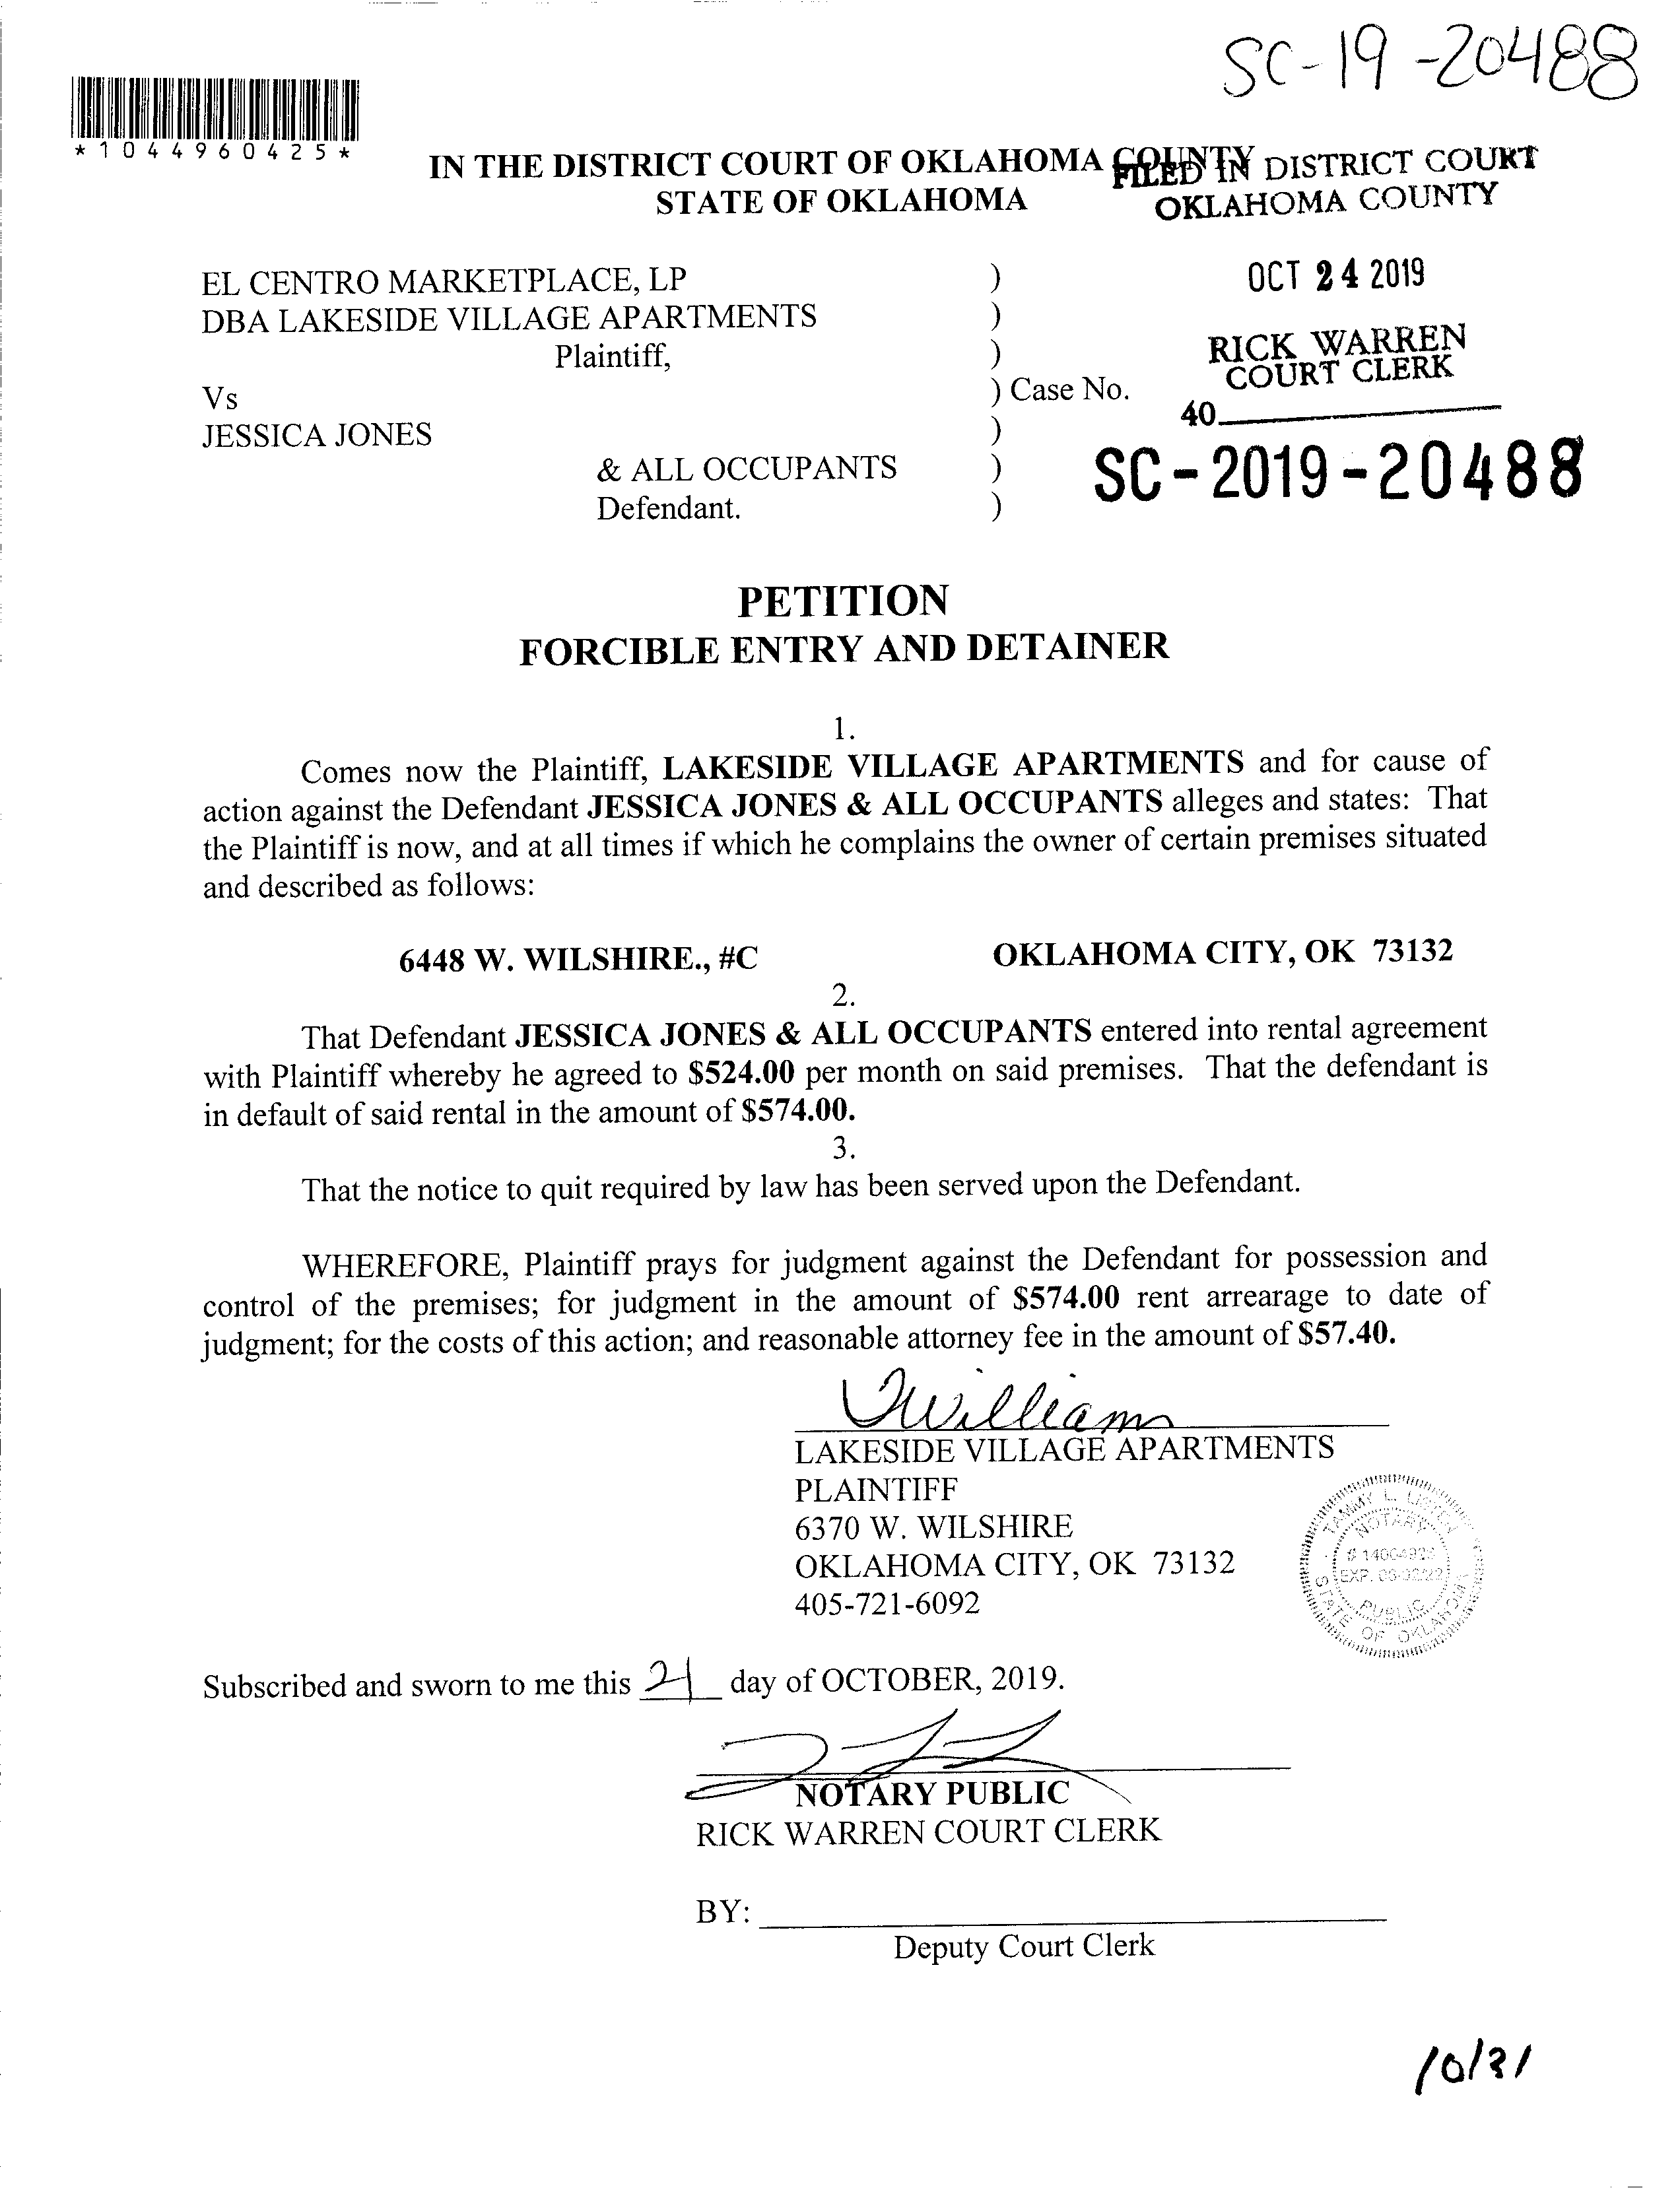 SC-19-20488
*1044960425*
IN THE DISTRICT COURT OF OKLAHOMA COUNTY
STATE OF OKLAHOMA
FILED IN DISTRICT COURT
OKLAHOMA COUNTY
OCT 24 2019
RICK WARREN
COURT CLERK
40
EL CENTRO MARKETPLACE, LP )
DBA LAKESIDE VILLAGE APARTMENTS )
Plaintiff, )
Vs ) Case No.
JESSICA JONES )
& ALL OCCUPANTS )
Defendant. )
SC-2019-20488
PETITION
FORCIBLE ENTRY AND DETAINER
1.
Comes now the Plaintiff, LAKESIDE VILLAGE APARTMENTS and for cause of
action against the Defendant JESSICA JONES & ALL OCCUPANTS alleges and states: That
the Plaintiff is now, and at all times if which he complains the owner of certain premises situated
and described as follows:
6448 W. WILSHIRE., #C OKLAHOMA CITY, OK 73132
2.
That Defendant JESSICA JONES & ALL OCCUPANTS entered into rental agreement
with Plaintiff whereby he agreed to $524.00 per month on said premises. That the defendant is
in default of said rental in the amount of $574.00.
3.
That the notice to quit required by law has been served upon the Defendant.
WHEREFORE, Plaintiff prays for judgment against the Defendant for possession and
control of the premises; for judgment in the amount of $574.00 rent arrearage to date of
judgment; for the costs of this action; and reasonable attorney fee in the amount of $57.40.
LAKESIDE VILLAGE APARTMENTS
PLAINTIFF
6370 W. WILSHIRE
OKLAHOMA CITY, OK 73132
405-721-6092
TAMMY L.
NOTARY
EXP.
PUBLIC
STATE OF OKLAHOMA
Subscribed and sworn to me this 21 day of OCTOBER, 2019.
NOTARY PUBLIC
RICK WARREN COURT CLERK
BY:
Deputy Court Clerk
10/31